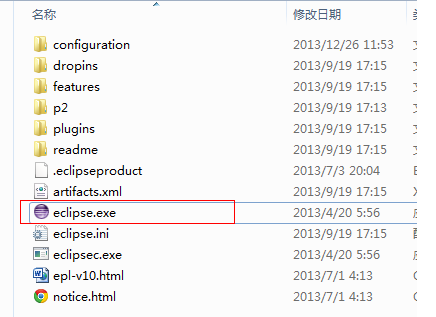 名称 修改日期
configuration 2013/12/26 11:53
dropins 2013/9/19 17:15
features 2013/9/19 17:15
p2 2013/9/19 17:13
plugins 2013/9/19 17:15
readme 2013/9/19 17:15
.eclipseproduct 2013/7/3 20:04
artifacts.xml 2013/9/19 17:15
eclipse.exe 2013/4/20 5:56
eclipse.ini 2013/9/19 17:15
eclipsec.exe 2013/4/20 5:56
epl-v10.html 2013/7/1 4:13
notice.html 2013/7/1 4:13